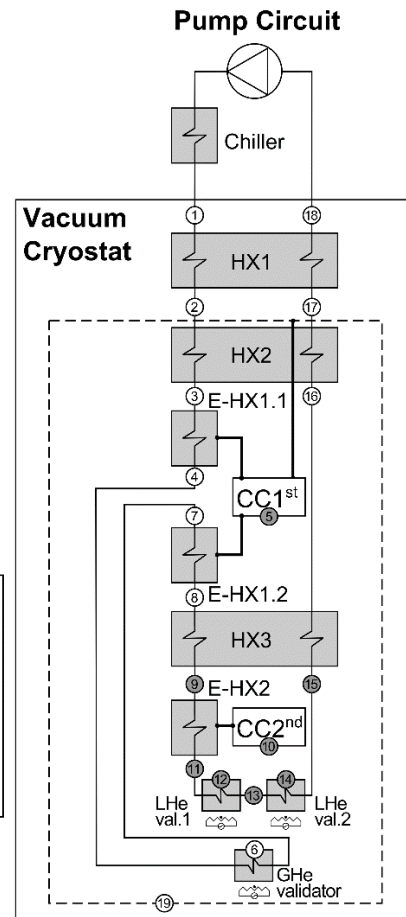 Pump Circuit
Chiller
Vacuum
Cryostat
1
18
HX1
2
17
HX2
3
16
E-HX1.1
4
CC1st
5
7
8
E-HX1.2
HX3
9
15
E-HX2
CC2nd
10
11
12
14
13
LHe
val.1
LHe
val.2
6
GHe
validator
19